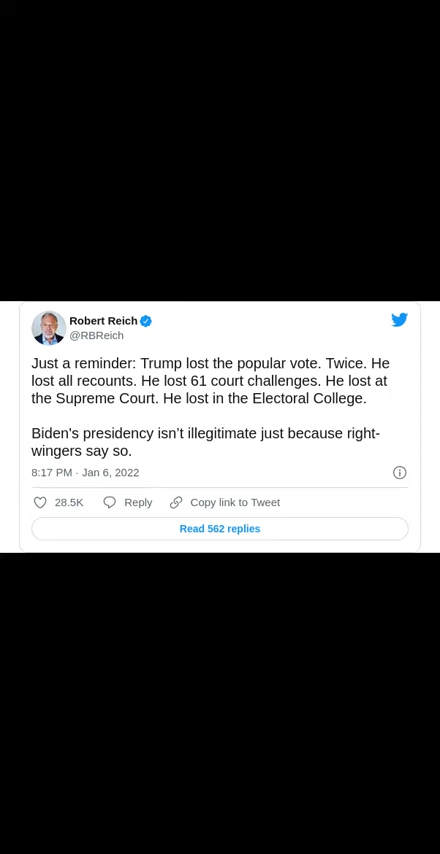 Robert Reich
@RBReich
Just a reminder: Trump lost the popular vote. Twice. He
lost all recounts. He lost 61 court challenges. He lost at
the Supreme Court. He lost in the Electoral College.
Biden's presidency isn’t illegitimate just because right-
wingers say so.
8:17 PM · Jan 6, 2022
28.5K Reply Copy link to Tweet
Read 562 replies